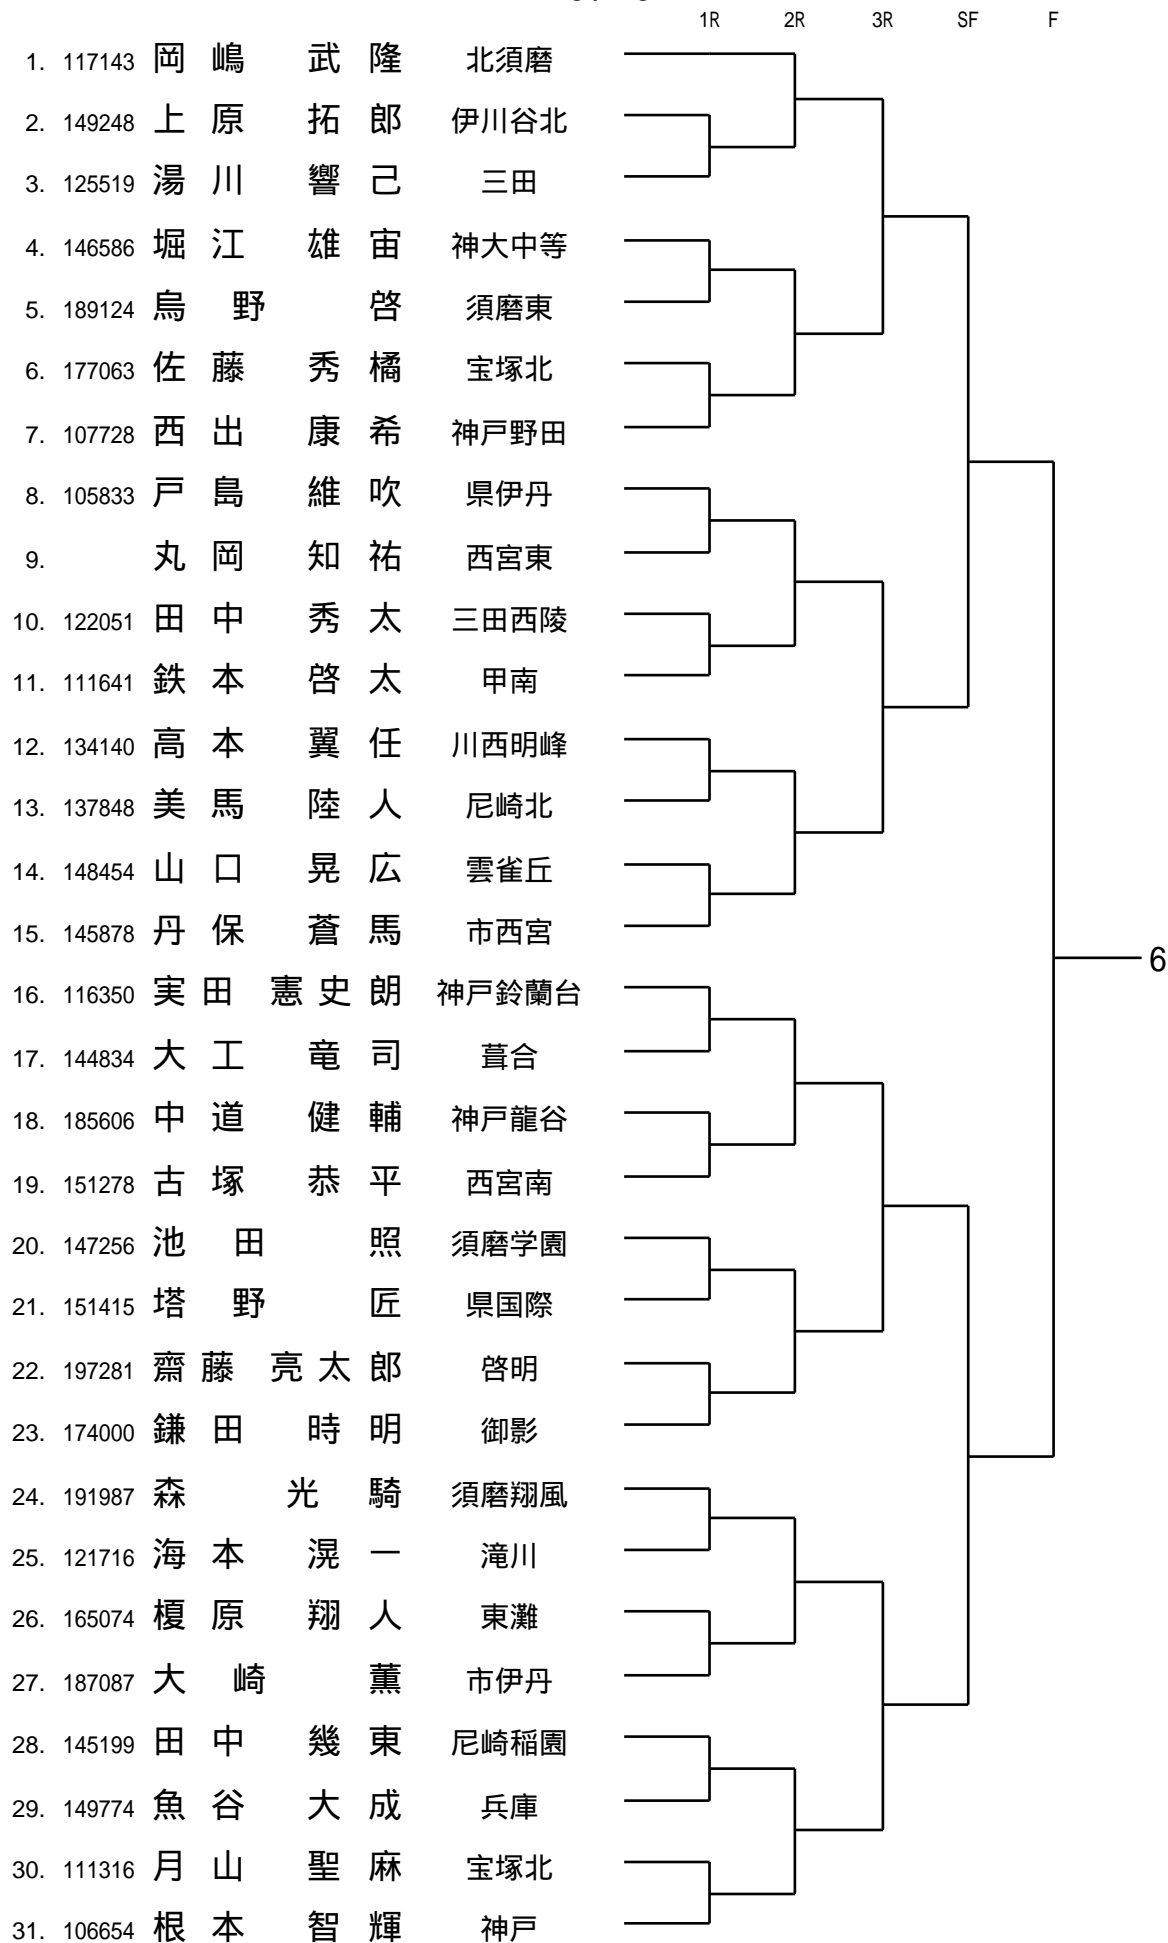 1R 2R 3R SF F
1. 117143 岡嶋 武隆 北須磨
2. 149248 上原 拓郎 伊川谷北
3. 125519 湯川 響己 三田
4. 146586 堀江 雄宙 神大中等
5. 189124 烏野 啓 須磨東
6. 177063 佐藤 秀橘 宝塚北
7. 107728 西出 康希 神戸野田
8. 105833 戸島 維吹 県伊丹
9. 丸岡 知祐 西宮東
10. 122051 田中 秀太 三田西陵
11. 111641 鉄本 啓太 甲南
12. 134140 高本 翼任 川西明峰
13. 137848 美馬 陸人 尼崎北
14. 148454 山口 晃広 雲雀丘
15. 145878 丹保 蒼馬 市西宮
6
16. 116350 実田 憲史朗 神戸鈴蘭台
17. 144834 大工 竜司 葺合
18. 185606 中道 健輔 神戸龍谷
19. 151278 古塚 恭平 西宮南
20. 147256 池田 照 須磨学園
21. 151415 塔野 匠 県国際
22. 197281 齋藤 亮太郎 啓明
23. 174000 鎌田 時明 御影
24. 191987 森 光騎 須磨翔風
25. 121716 海本 滉一 滝川
26. 165074 榎原 翔人 東灘
27. 187087 大崎 薫 市伊丹
28. 145199 田中 幾東 尼崎稲園
29. 149774 魚谷 大成 兵庫
30. 111316 月山 聖麻 宝塚北
31. 106654 根本 智輝 神戸